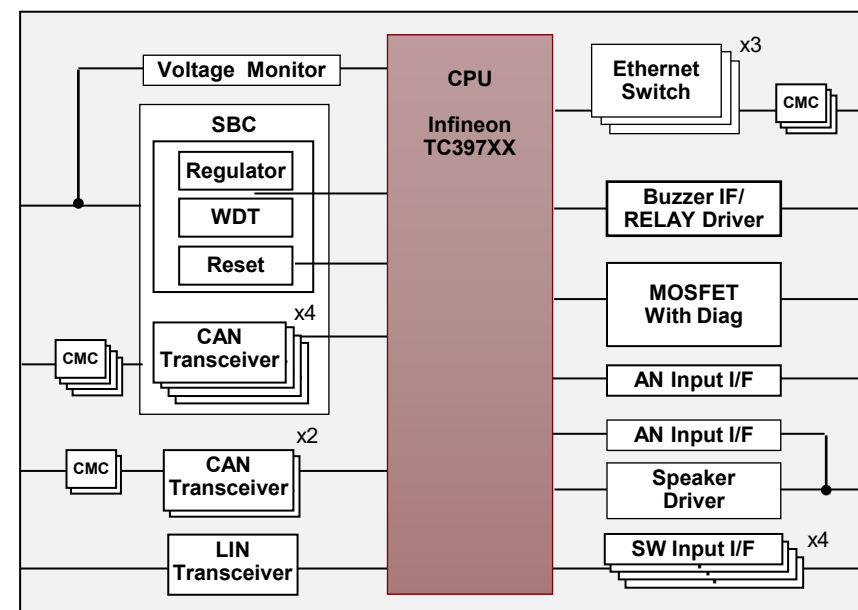 Voltage Monitor
SBC
Regulator
WDT
Reset
x4
CAN
Transceiver
CMC
x2
CMC
CAN
Transceiver
LIN
Transceiver
CPU
Infineon
TC397XX
x3
Ethernet
Switch
CMC
Buzzer IF/
RELAY Driver
MOSFET
With Diag
AN Input I/F
AN Input I/F
Speaker
Driver
SW Input I/F
x4